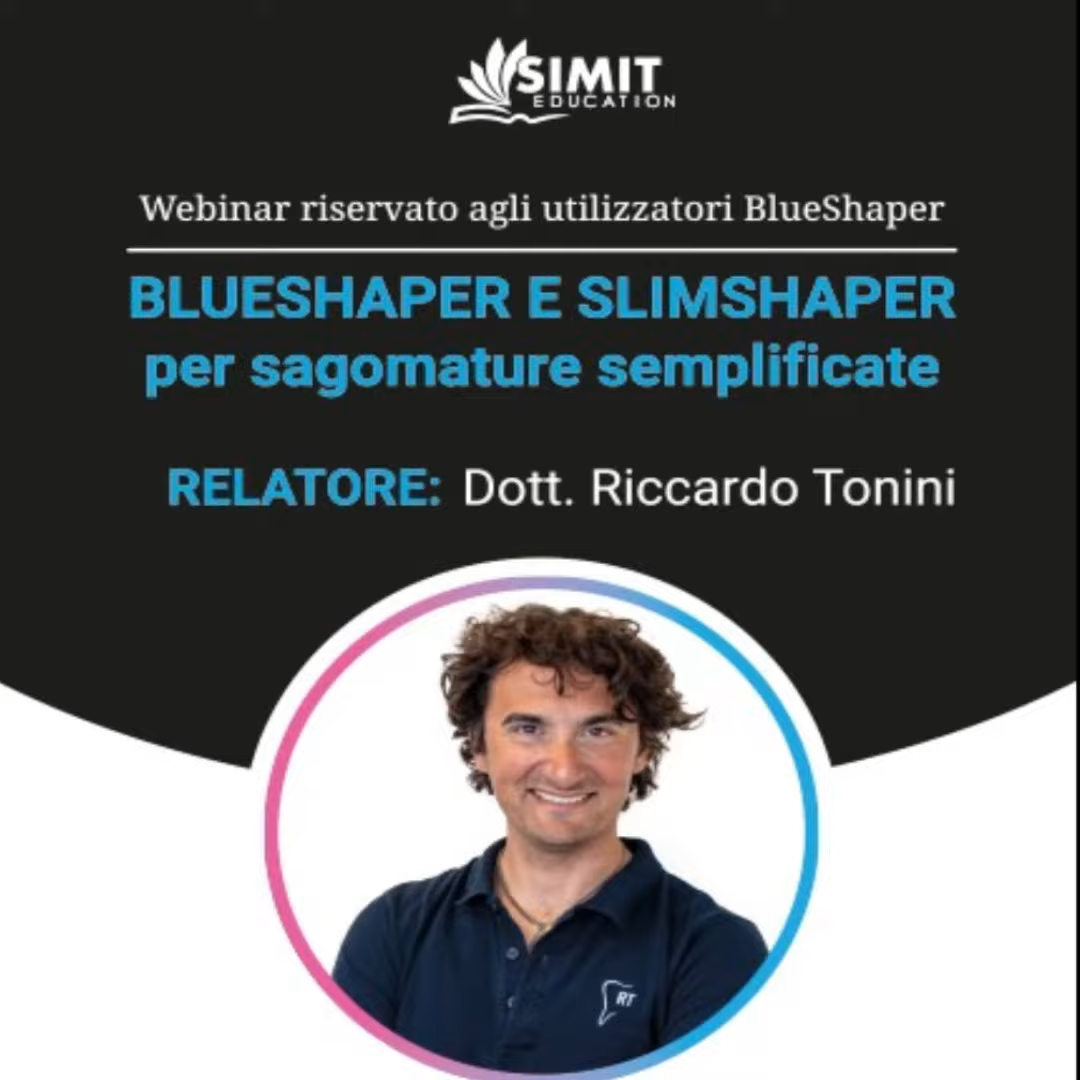 SIMIT
EDUCATION
Webinar riservato agli utilizzatori BlueShaper
BLUESHAPER E SLIMSHAPER
per sagomature semplificate
RELATORE: Dott. Riccardo Tonini
RT